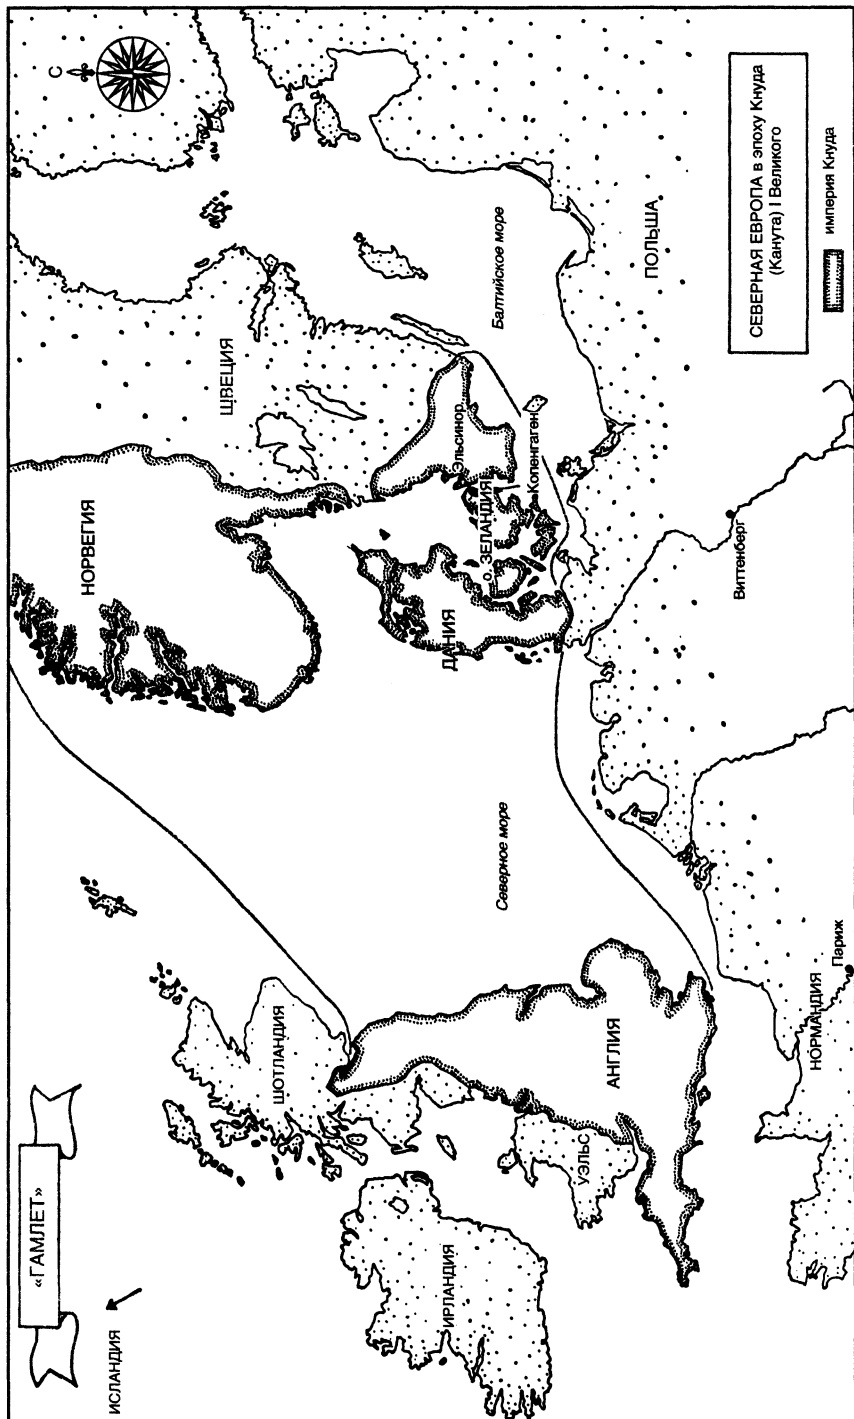 «ГАМЛЕТ»
ИСЛАНДИЯ
С
НОРВЕГИЯ
ШВЕЦИЯ
ШОТЛАНДИЯ
ИРЛАНДИЯ
УЭЛЬС
АНГЛИЯ
Северное море
ДАНИЯ
о. ЗЕЛАНДИЯ
Эльсинор
Копенгаген
Балтийское море
ПОЛЬША
Виттенберг
НОРМАНДИЯ
Париж
СЕВЕРНАЯ ЕВРОПА в эпоху Кнуда
(Канута) I Великого
империя Кнуда